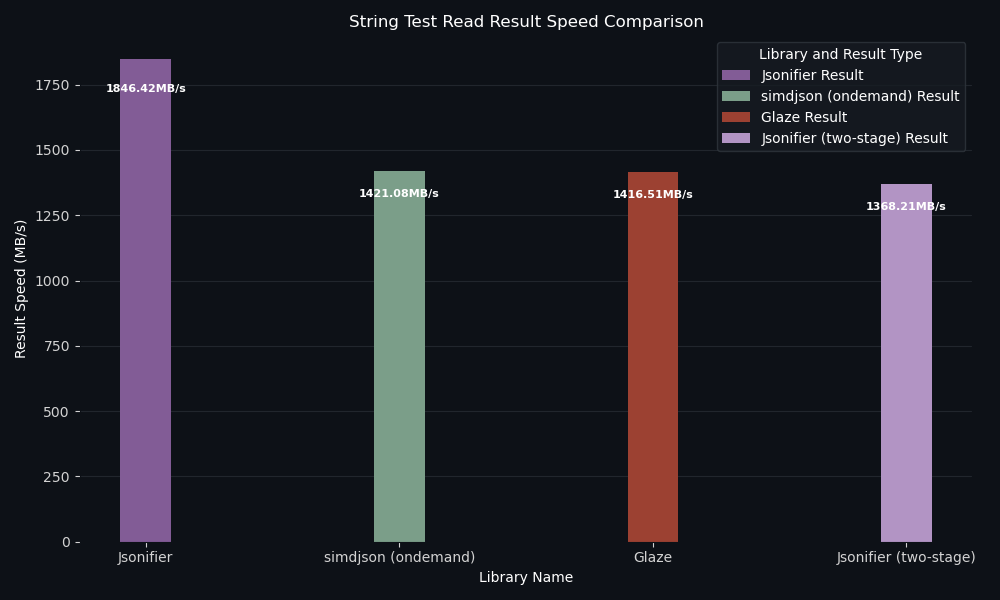 String Test Read Result Speed Comparison
Library and Result Type
Jsonifier Result
simdjson (ondemand) Result
Glaze Result
Jsonifier (two-stage) Result
Result Speed (MB/s)
1750
1500
1250
1000
750
500
250
0
1846.42MB/s
1421.08MB/s
1416.51MB/s
1368.21MB/s
Jsonifier
simdjson (ondemand)
Glaze
Jsonifier (two-stage)
Library Name